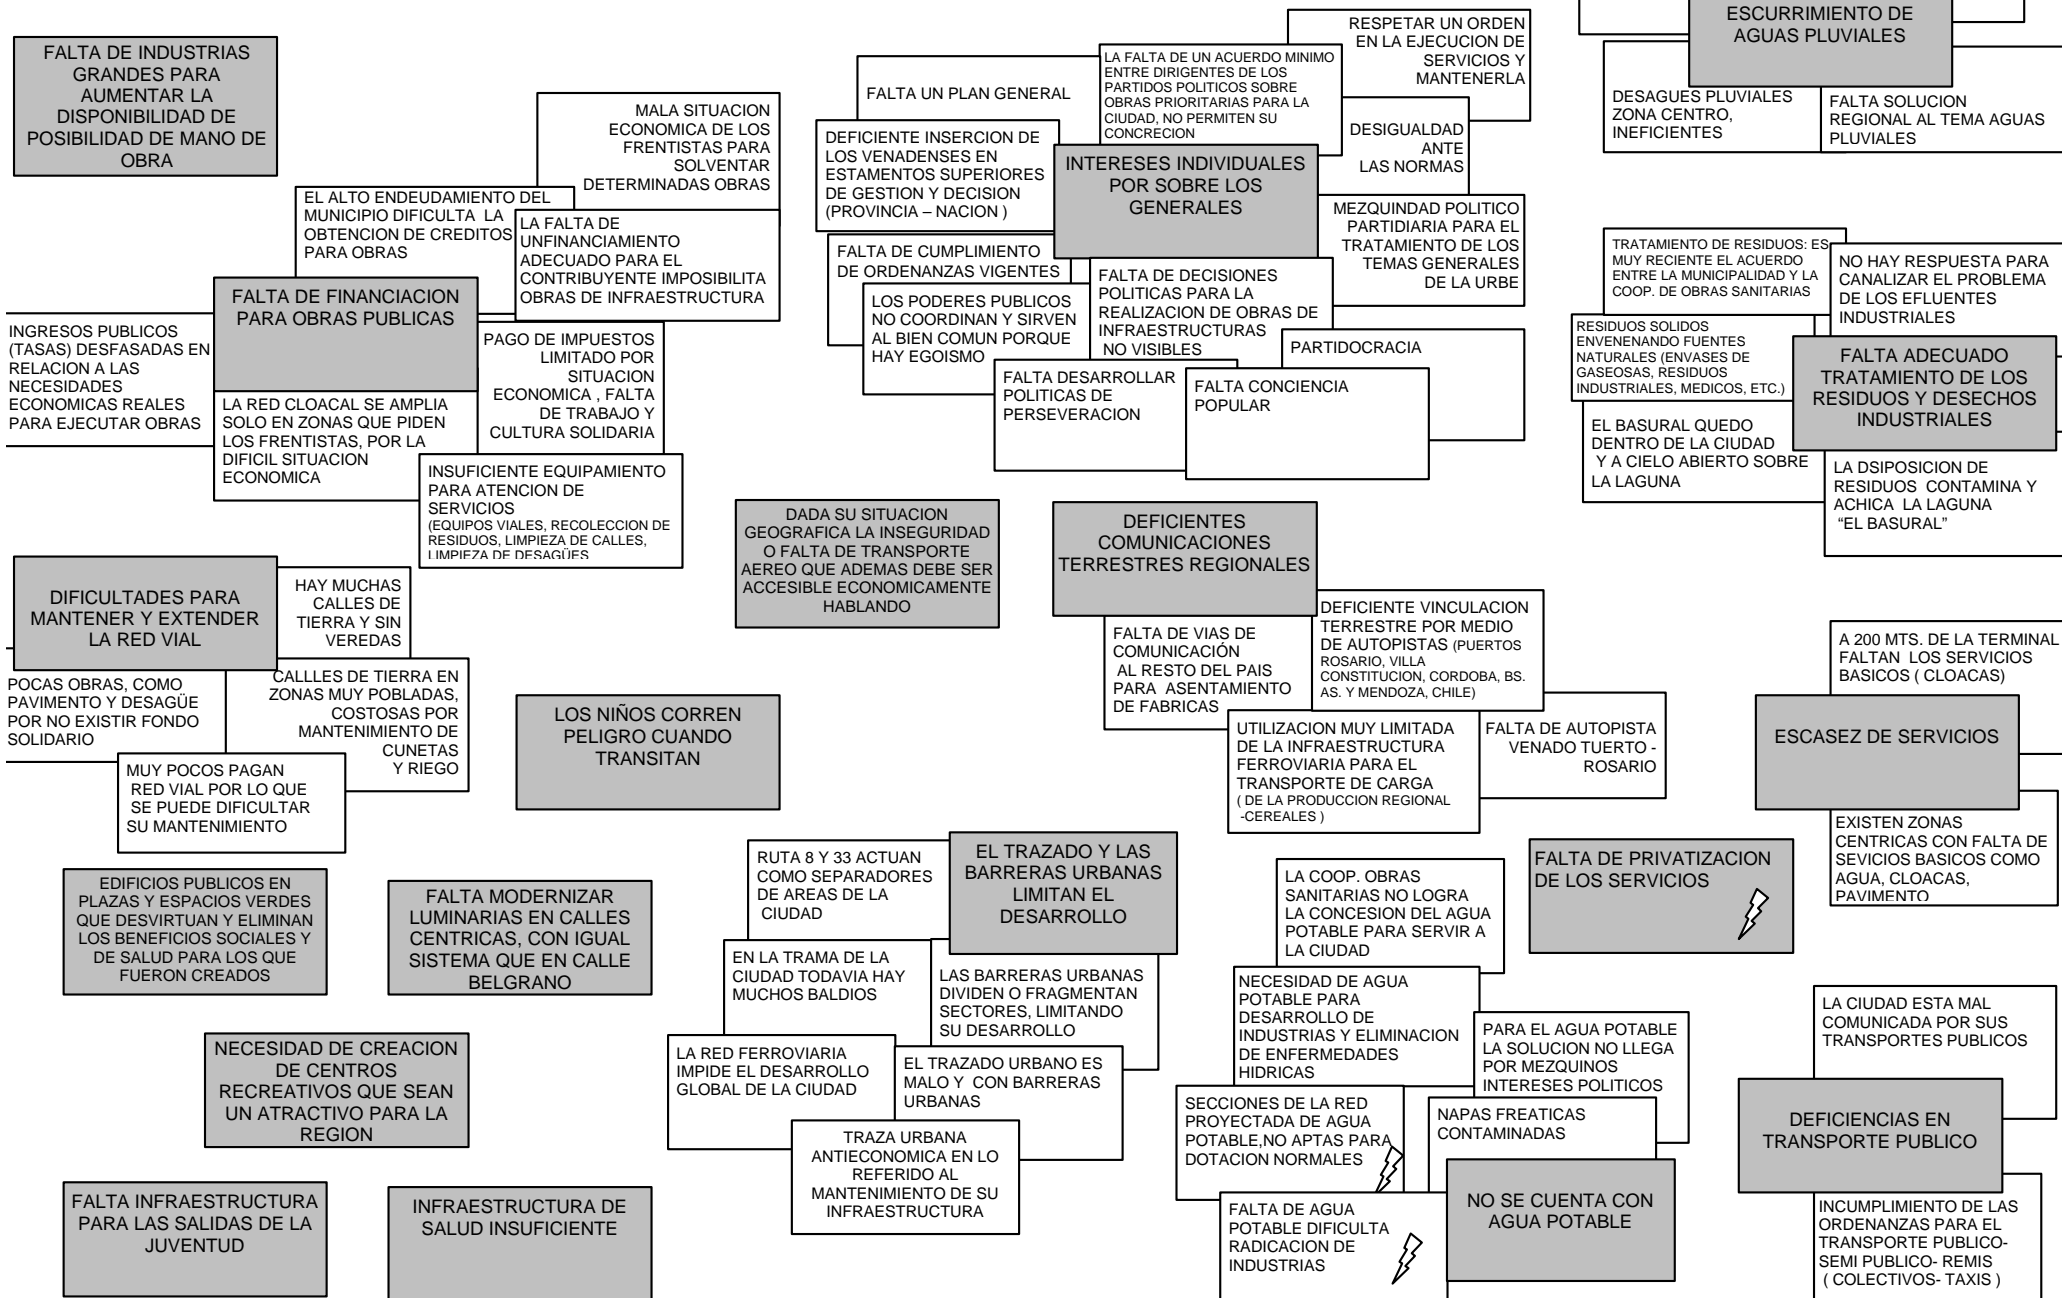 FALTA DE INDUSTRIAS
GRANDES PARA
AUMENTAR LA
DISPONIBILIDAD DE
POSIBILIDAD DE MANO DE
OBRA
MALA SITUACION
ECONOMICA DE LOS
FRENTISTAS PARA
SOLVENTAR
DETERMINADAS OBRAS
EL ALTO ENDEUDAMIENTO DEL
MUNICIPIO DIFICULTA LA
OBTENCION DE CREDITOS
PARA OBRAS
LA FALTA DE
UNFINANCIAMIENTO
ADECUADO PARA EL
CONTRIBUYENTE IMPOSIBILITA
OBRAS DE INFRAESTRUCTURA
FALTA DE FINANCIACION
PARA OBRAS PUBLICAS
INGRESOS PUBLICOS
(TASAS) DESFASADAS EN
RELACION A LAS
NECESIDADES
ECONOMICAS REALES
PARA EJECUTAR OBRAS
PAGO DE IMPUESTOS
LIMITADO POR
SITUACION
ECONOMICA , FALTA
DE TRABAJO Y
CULTURA SOLIDARIA
LA RED CLOACAL SE AMPLIA
SOLO EN ZONAS QUE PIDEN
LOS FRENTISTAS, POR LA
DIFICIL SITUACION
ECONOMICA
INSUFICIENTE EQUIPAMIENTO
PARA ATENCION DE
SERVICIOS
(EQUIPOS VIALES, RECOLECCION DE
RESIDUOS, LIMPIEZA DE CALLES,
LIMPIEZA DE DESAGÜES
RESPETAR UN ORDEN
EN LA EJECUCION DE
SERVICIOS Y
MANTENERLA
LA FALTA DE UN ACUERDO MINIMO
ENTRE DIRIGENTES DE LOS
PARTIDOS POLITICOS SOBRE
OBRAS PRIORITARIAS PARA LA
CIUDAD, NO PERMITEN SU
CONCRECION
FALTA UN PLAN GENERAL
DESIGUALDAD
ANTE
LAS NORMAS
DEFICIENTE INSERCION DE
LOS VENADENSES EN
ESTAMENTOS SUPERIORES
DE GESTION Y DECISION
(PROVINCIA – NACION )
INTERESES INDIVIDUALES
POR SOBRE LOS
GENERALES
MEZQUINDAD POLITICO
PARTIDIARIA PARA EL
TRATAMIENTO DE LOS
TEMAS GENERALES
DE LA URBE
FALTA DE CUMPLIMIENTO
DE ORDENANZAS VIGENTES
FALTA DE DECISIONES
POLITICAS PARA LA
REALIZACION DE OBRAS DE
INFRAESTRUCTURAS
NO VISIBLES
LOS PODERES PUBLICOS
NO COORDINAN Y SIRVEN
AL BIEN COMUN PORQUE
HAY EGOISMO
PARTIDOCRACIA
FALTA DESARROLLAR
POLITICAS DE
PERSEVERACION
FALTA CONCIENCIA
POPULAR
ESCURRIMIENTO DE
AGUAS PLUVIALES
DESAGUES PLUVIALES
ZONA CENTRO,
INEFICIENTES
FALTA SOLUCION
REGIONAL AL TEMA AGUAS
PLUVIALES
TRATAMIENTO DE RESIDUOS: ES
MUY RECIENTE EL ACUERDO
ENTRE LA MUNICIPALIDAD Y LA
COOP. DE OBRAS SANITARIAS
NO HAY RESPUESTA PARA
CANALIZAR EL PROBLEMA
DE LOS EFLUENTES
INDUSTRIALES
RESIDUOS SOLIDOS
ENVENENANDO FUENTES
NATURALES (ENVASES DE
GASEOSAS, RESIDUOS
INDUSTRIALES, MEDICOS, ETC.)
FALTA ADECUADO
TRATAMIENTO DE LOS
RESIDUOS Y DESECHOS
INDUSTRIALES
EL BASURAL QUEDO
DENTRO DE LA CIUDAD
Y A CIELO ABIERTO SOBRE
LA LAGUNA
LA DSIPOSICION DE
RESIDUOS CONTAMINA Y
ACHICA LA LAGUNA
“EL BASURAL”
DADA SU SITUACION
GEOGRAFICA LA INSEGURIDAD
O FALTA DE TRANSPORTE
AEREO QUE ADEMAS DEBE SER
ACCESIBLE ECONOMICAMENTE
HABLANDO
DEFICIENTES
COMUNICACIONES
TERRESTRES REGIONALES
FALTA DE VIAS DE
COMUNICACIÓN
AL RESTO DEL PAIS
PARA ASENTAMIENTO
DE FABRICAS
DEFICIENTE VINCULACION
TERRESTRE POR MEDIO
DE AUTOPISTAS (PUERTOS
ROSARIO, VILLA
CONSTITUCION, CORDOBA, BS.
AS. Y MENDOZA, CHILE)
UTILIZACION MUY LIMITADA
DE LA INFRAESTRUCTURA
FERROVIARIA PARA EL
TRANSPORTE DE CARGA
( DE LA PRODUCCION REGIONAL
-CEREALES )
FALTA DE AUTOPISTA
VENADO TUERTO -
ROSARIO
DIFICULTADES PARA
MANTENER Y EXTENDER
LA RED VIAL
HAY MUCHAS
CALLES DE
TIERRA Y SIN
VEREDAS
POCAS OBRAS, COMO
PAVIMENTO Y DESAGÜE
POR NO EXISTIR FONDO
SOLIDARIO
CALLLES DE TIERRA EN
ZONAS MUY POBLADAS,
COSTOSAS POR
MANTENIMIENTO DE
CUNETAS
Y RIEGO
MUY POCOS PAGAN
RED VIAL POR LO QUE
SE PUEDE DIFICULTAR
SU MANTENIMIENTO
LOS NIÑOS CORREN
PELIGRO CUANDO
TRANSITAN
A 200 MTS. DE LA TERMINAL
FALTAN LOS SERVICIOS
BASICOS ( CLOACAS)
ESCASEZ DE SERVICIOS
EXISTEN ZONAS
CENTRICAS CON FALTA DE
SEVICIOS BASICOS COMO
AGUA, CLOACAS,
PAVIMENTO
EDIFICIOS PUBLICOS EN
PLAZAS Y ESPACIOS VERDES
QUE DESVIRTUAN Y ELIMINAN
LOS BENEFICIOS SOCIALES Y
DE SALUD PARA LOS QUE
FUERON CREADOS
FALTA MODERNIZAR
LUMINARIAS EN CALLES
CENTRICAS, CON IGUAL
SISTEMA QUE EN CALLE
BELGRANO
RUTA 8 Y 33 ACTUAN
COMO SEPARADORES
DE AREAS DE LA
CIUDAD
EL TRAZADO Y LAS
BARRERAS URBANAS
LIMITAN EL
DESARROLLO
EN LA TRAMA DE LA
CIUDAD TODAVIA HAY
MUCHOS BALDIOS
LAS BARRERAS URBANAS
DIVIDEN O FRAGMENTAN
SECTORES, LIMITANDO
SU DESARROLLO
LA RED FERROVIARIA
IMPIDE EL DESARROLLO
GLOBAL DE LA CIUDAD
EL TRAZADO URBANO ES
MALO Y CON BARRERAS
URBANAS
TRAZA URBANA
ANTIECONOMICA EN LO
REFERIDO AL
MANTENIMIENTO DE SU
INFRAESTRUCTURA
LA COOP. OBRAS
SANITARIAS NO LOGRA
LA CONCESION DEL AGUA
POTABLE PARA SERVIR A
LA CIUDAD
FALTA DE PRIVATIZACION
DE LOS SERVICIOS
NECESIDAD DE AGUA
POTABLE PARA
DESARROLLO DE
INDUSTRIAS Y ELIMINACION
DE ENFERMEDADES
HIDRICAS
PARA EL AGUA POTABLE
LA SOLUCION NO LLEGA
POR MEZQUINOS
INTERESES POLITICOS
SECCIONES DE LA RED
PROYECTADA DE AGUA
POTABLE,NO APTAS PARA
DOTACION NORMALES
NAPAS FREATICAS
CONTAMINADAS
FALTA DE AGUA
POTABLE DIFICULTA
RADICACION DE
INDUSTRIAS
NO SE CUENTA CON
AGUA POTABLE
LA CIUDAD ESTA MAL
COMUNICADA POR SUS
TRANSPORTES PUBLICOS
DEFICIENCIAS EN
TRANSPORTE PUBLICO
INCUMPLIMIENTO DE LAS
ORDENANZAS PARA EL
TRANSPORTE PUBLICO-
SEMI PUBLICO- REMIS
( COLECTIVOS- TAXIS )
NECESIDAD DE CREACION
DE CENTROS
RECREATIVOS QUE SEAN
UN ATRACTIVO PARA LA
REGION
FALTA INFRAESTRUCTURA
PARA LAS SALIDAS DE LA
JUVENTUD
INFRAESTRUCTURA DE
SALUD INSUFICIENTE